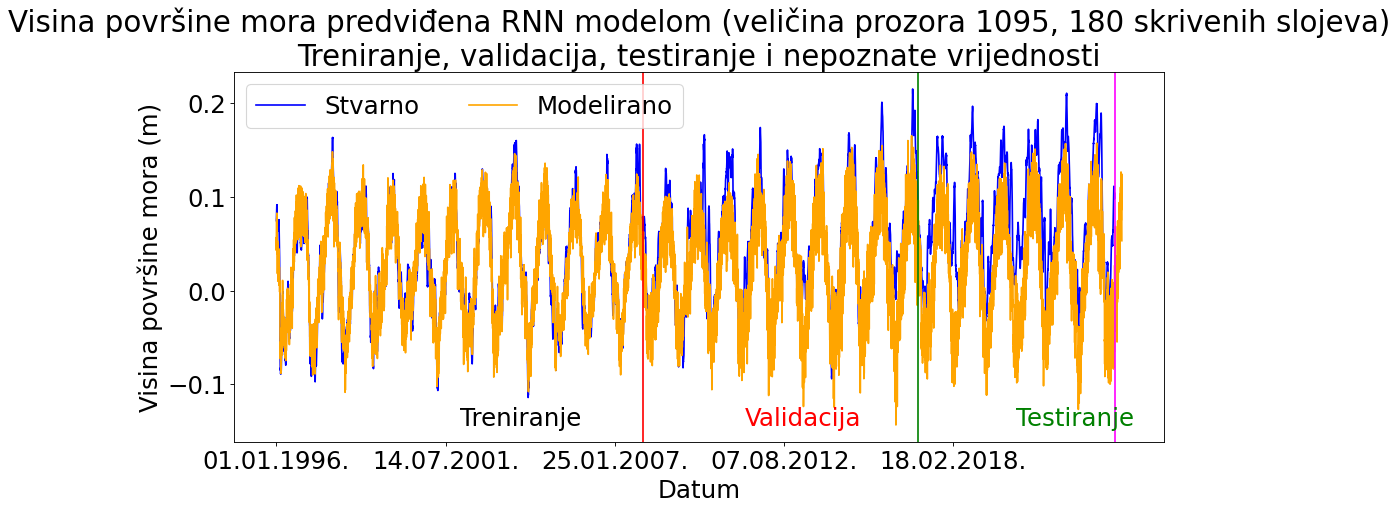 Visina površine mora predviđena RNN modelom (veličina prozora 1095, 180 skrivenih slojeva)
Treniranje, validacija, testiranje i nepoznate vrijednosti
Stvarno Modelirano
Visina površine mora (m)
0.2
0.1
0.0
−0.1
Treniranje Validacija Testiranje
01.01.1996. 14.07.2001. 25.01.2007. 07.08.2012. 18.02.2018.
Datum